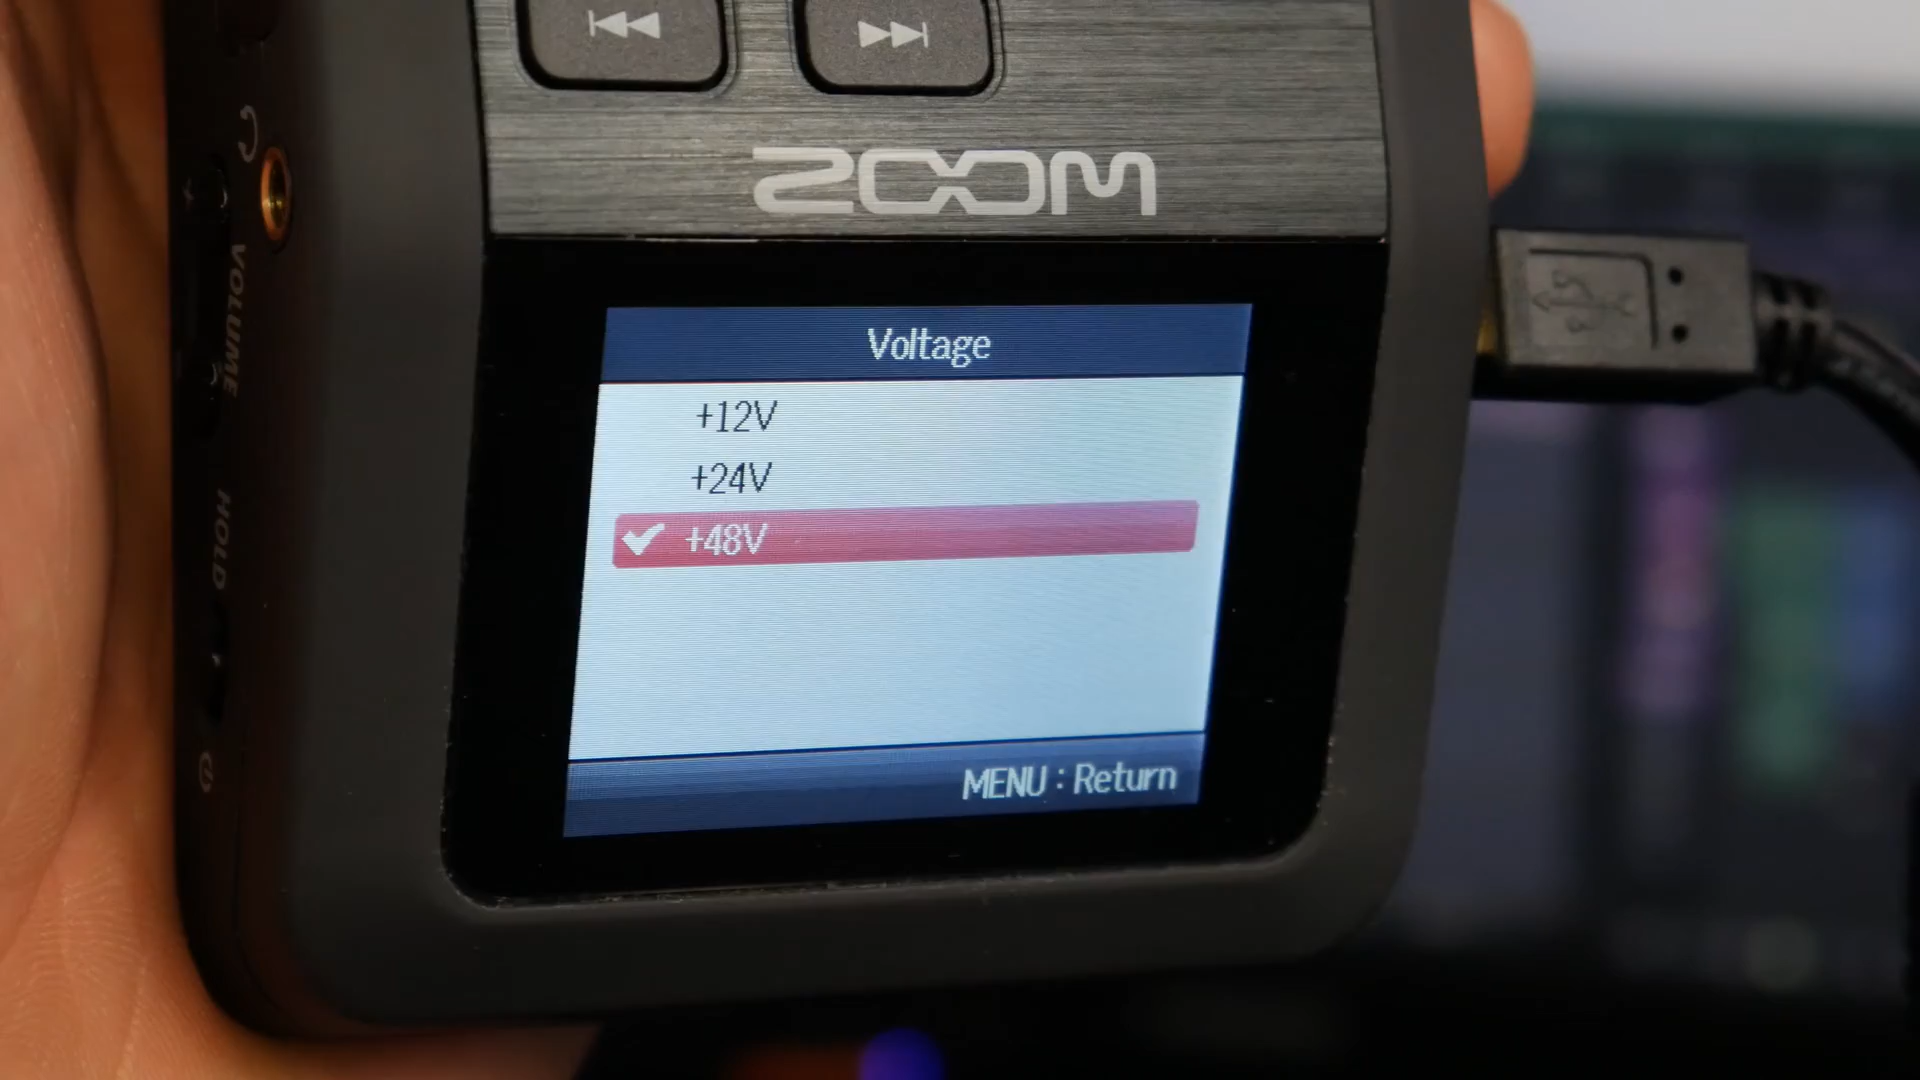 ZOOM
VOLUME
HOLD
Voltage
+12V
+24V
+48V
MENU : Return